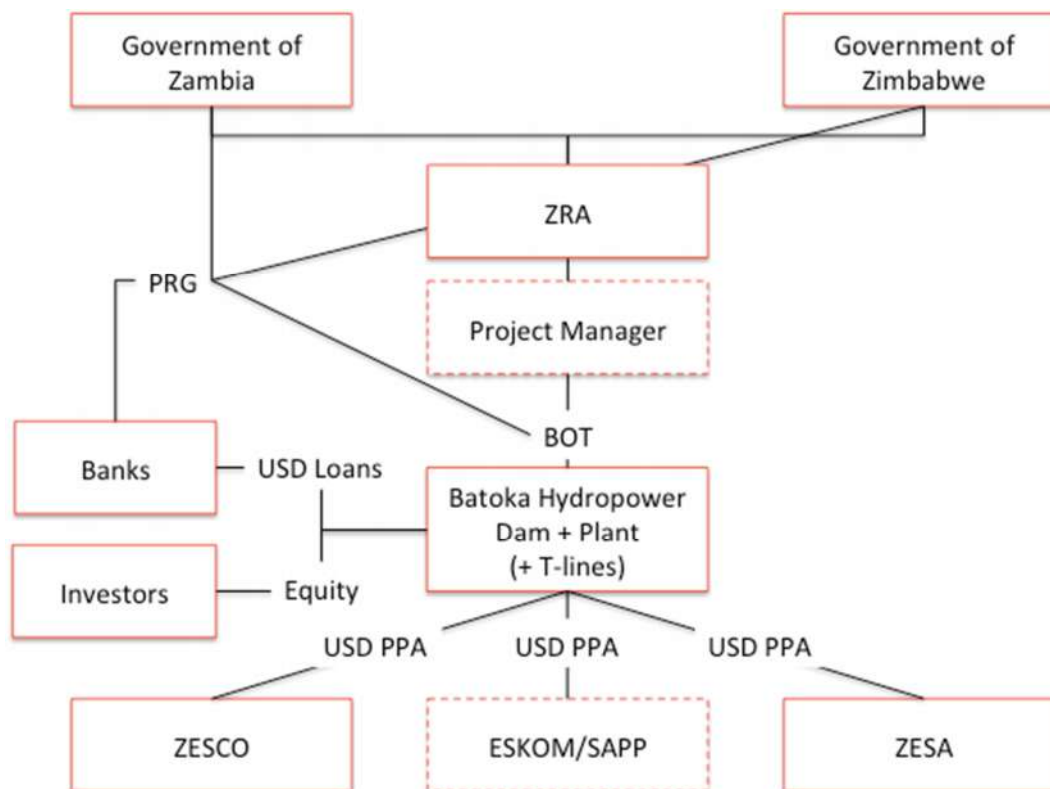 Government of
Zambia
Government of
Zimbabwe
ZRA
PRG
Project Manager
BOT
Banks
USD Loans
Batoka Hydropower
Dam + Plant
(+ T-lines)
Investors
Equity
USD PPA
USD PPA
USD PPA
ZESCO
ESKOM/SAPP
ZESA